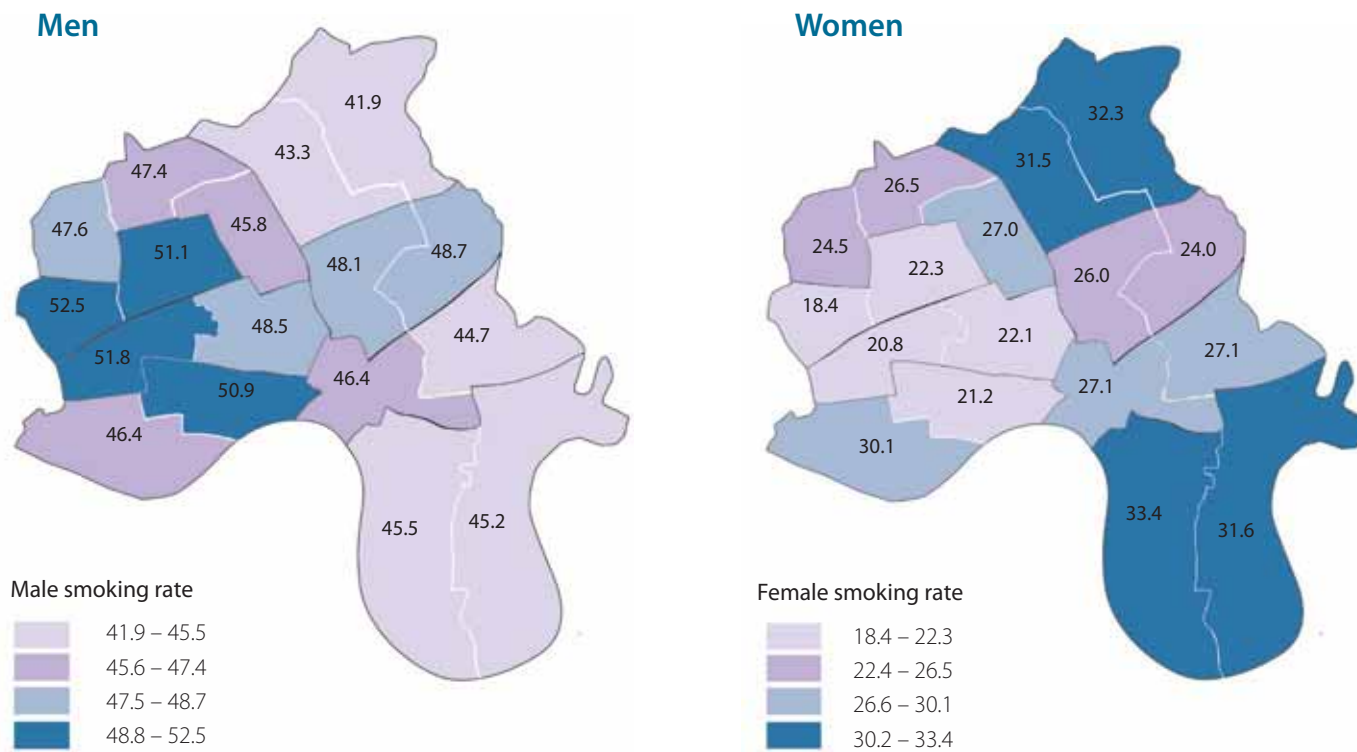 Men
41.9
43.3
47.4
45.8
47.6
51.1
48.7
48.1
52.5
48.5
44.7
51.8
46.4
50.9
46.4
45.5
45.2
Male smoking rate
41.9 – 45.5
45.6 – 47.4
47.5 – 48.7
48.8 – 52.5
Women
32.3
31.5
26.5
27.0
24.0
24.5
22.3
26.0
18.4
22.1
27.1
20.8
27.1
21.2
30.1
33.4
31.6
Female smoking rate
18.4 – 22.3
22.4 – 26.5
26.6 – 30.1
30.2 – 33.4